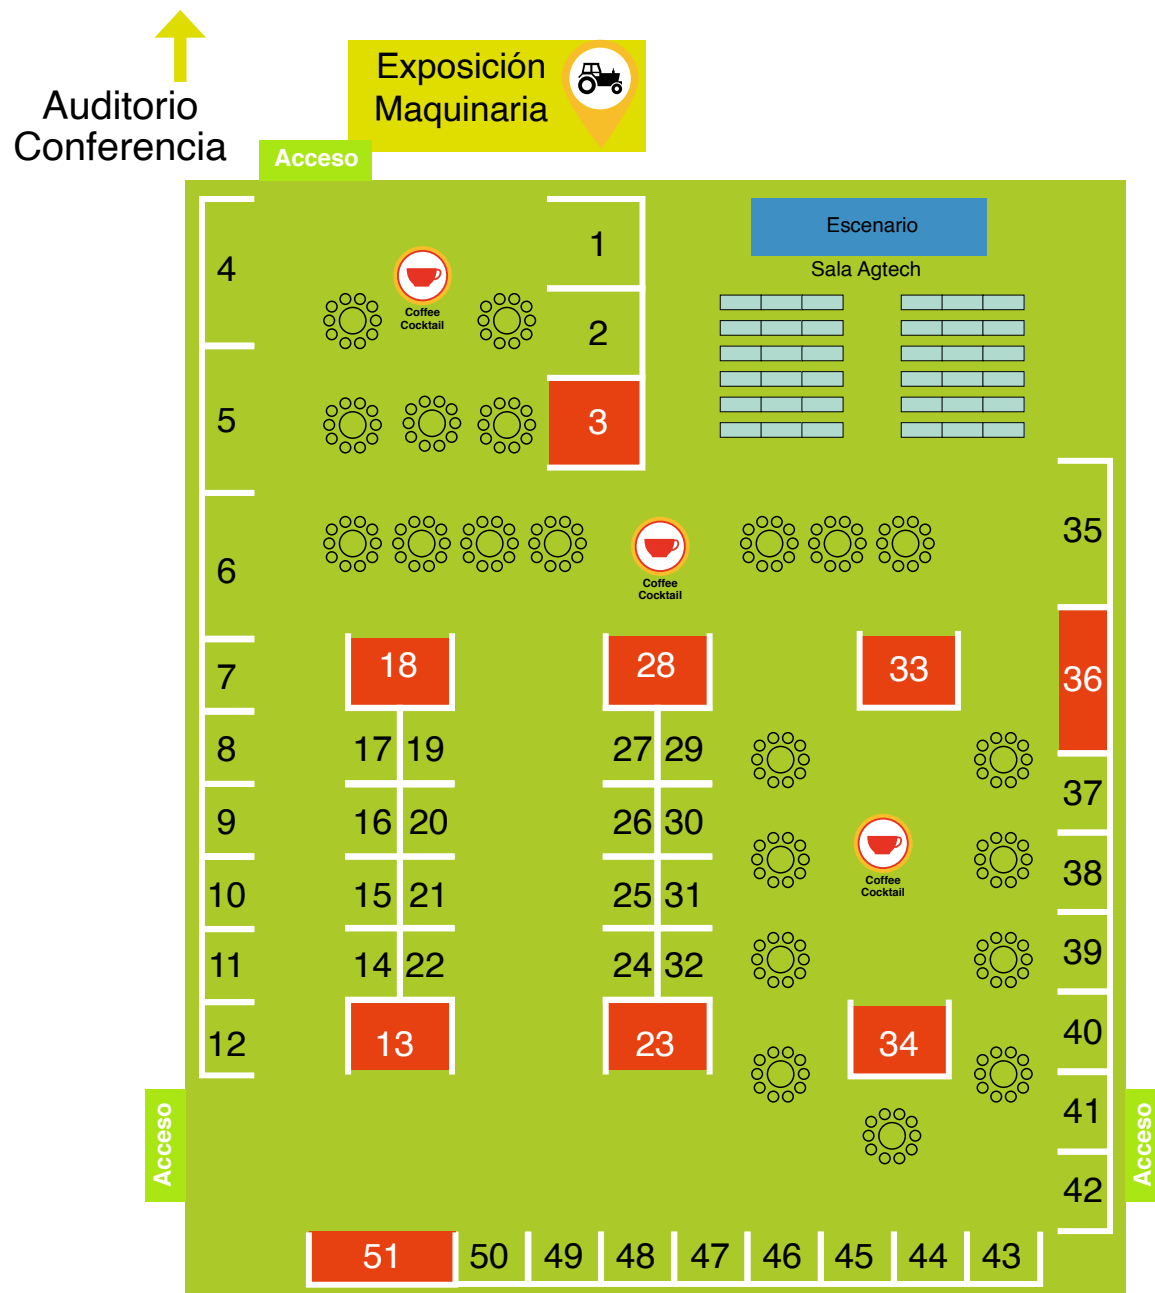 Auditorio
Conferencia
Exposición
Maquinaria
Acceso
Escenario
Sala Agtech
4
1
Coffee
Cocktail
2
5
3
35
6
Coffee
Cocktail
7
18
28
33
36
8
17 19
27 29
37
9
16 20
26 30
Coffee
Cocktail
38
10
15 21
25 31
39
11
14 22
24 32
40
12
13
23
34
41
Acceso
Acceso
42
51 50 49 48 47 46 45 44 43